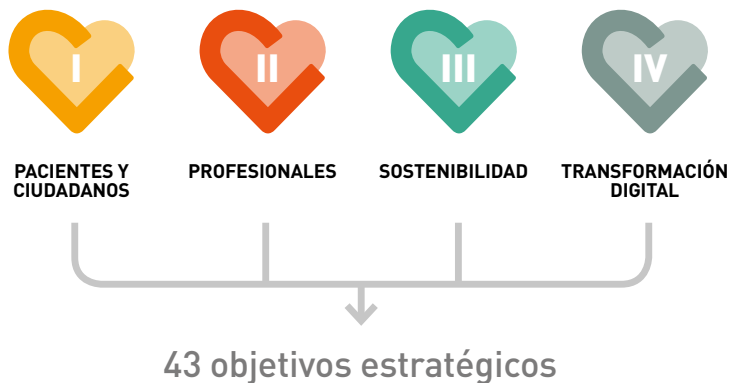 I
II
III
IV
PACIENTES Y
CIUDADANOS
PROFESIONALES
SOSTENIBILIDAD
TRANSFORMACIÓN
DIGITAL
43 objetivos estratégicos